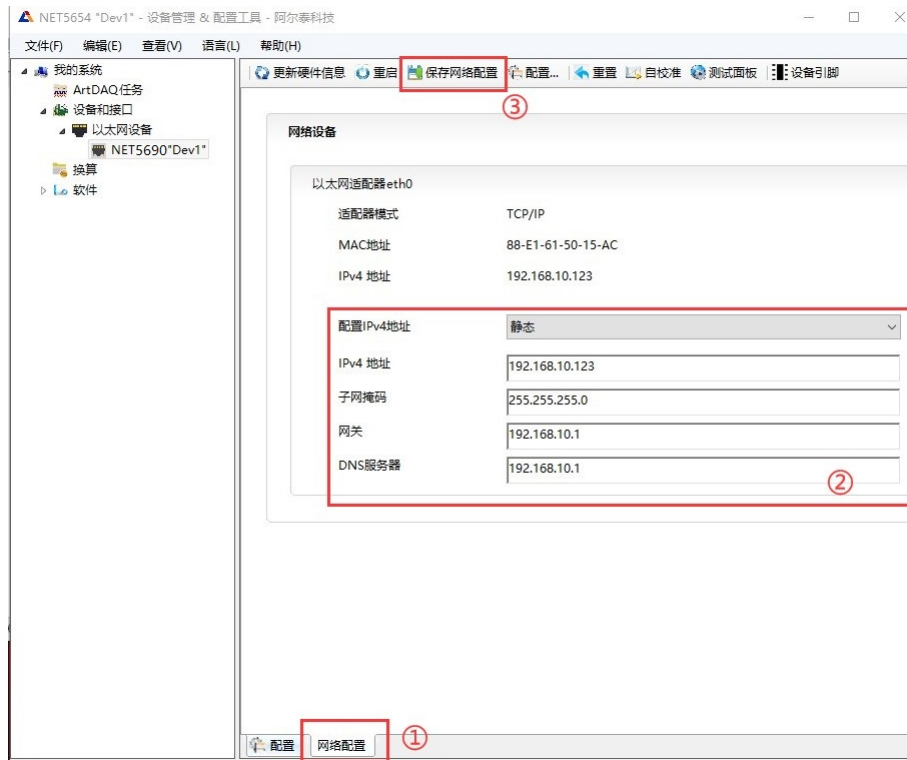 NET5654 "Dev1" - 设备管理 & 配置工具 - 阿尔泰科技
文件(F) 编辑(E) 查看(V) 语言(L) 帮助(H)
我的系统
ArtDAQ任务
设备和接口
以太网设备
NET5690"Dev1"
换算
软件
更新硬件信息 重启 保存网络配置 配置... 重置 自校准 测试面板 设备引脚
③
网络设备
以太网适配器eth0
适配器模式 TCP/IP
MAC地址 88-E1-61-50-15-AC
IPv4 地址 192.168.10.123
配置IPv4地址 静态
IPv4 地址 192.168.10.123
子网掩码 255.255.255.0
网关 192.168.10.1
DNS服务器 192.168.10.1
②
配置 网络配置 ①